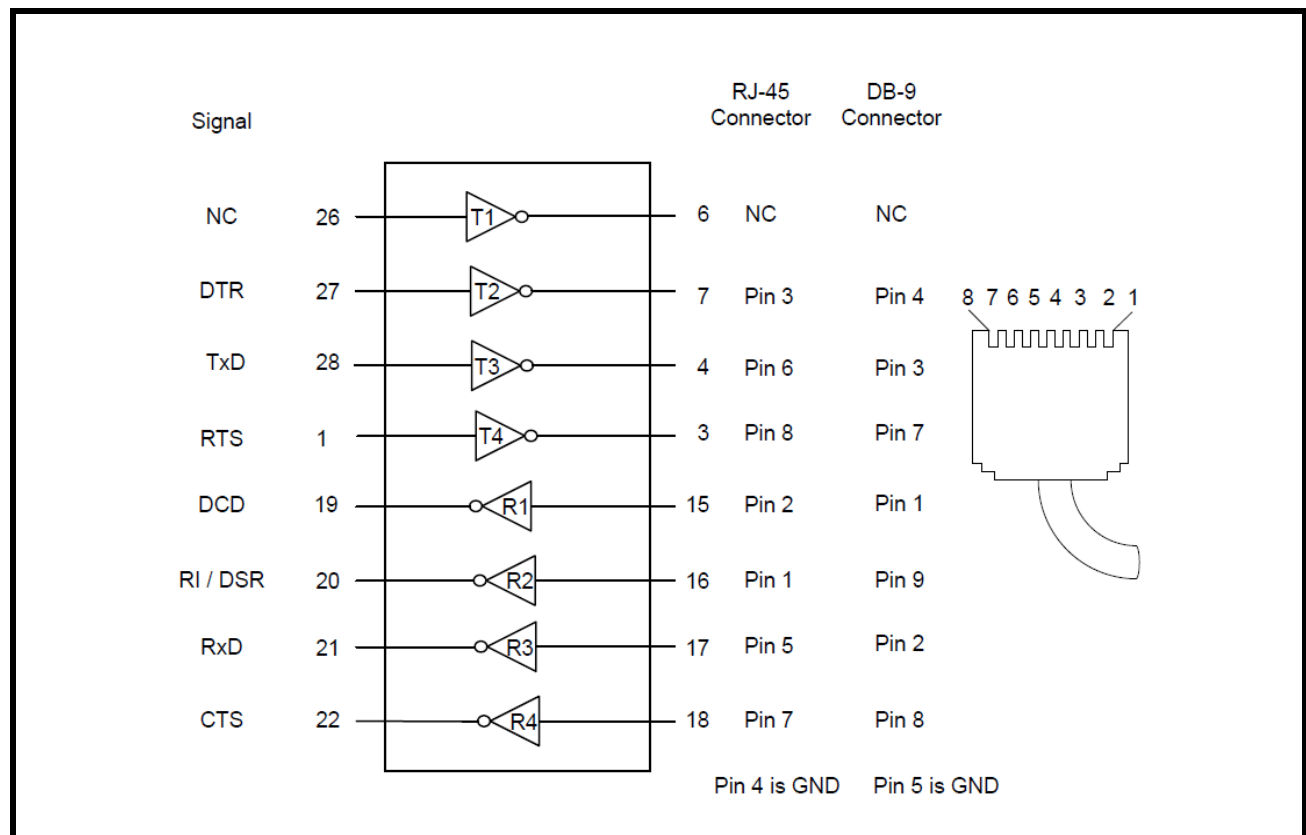 RJ-45 Connector DB-9 Connector
Signal
NC 26 T1 6 NC NC
DTR 27 T2 7 Pin 3 Pin 4
8 7 6 5 4 3 2 1
TxD 28 T3 4 Pin 6 Pin 3
RTS 1 T4 3 Pin 8 Pin 7
DCD 19 R1 15 Pin 2 Pin 1
RI / DSR 20 R2 16 Pin 1 Pin 9
RxD 21 R3 17 Pin 5 Pin 2
CTS 22 R4 18 Pin 7 Pin 8
Pin 4 is GND Pin 5 is GND